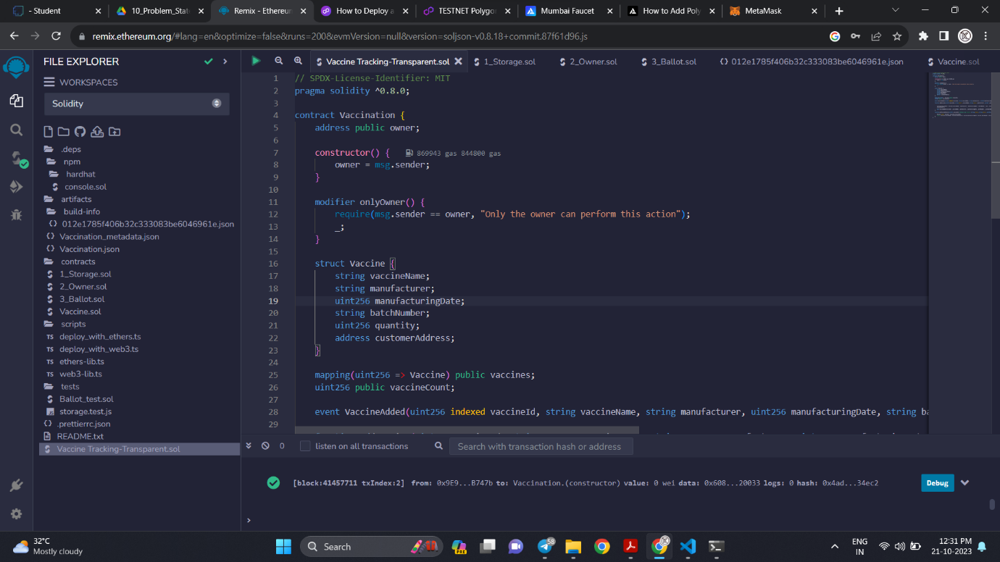 - Student
10_Problem_Stat
Remix - Ethereum
How to Deploy a
TESTNET Polygo
Mumbai Faucet
How to Add Poly
MetaMask
remix.ethereum.org/#lang=en&optimize=false&runs=200&evmVersion=null&version=soljson-v0.8.18+commit.87f61d96.js
FILE EXPLORER
WORKSPACES
Solidity
.deps
npm
hardhat
console.sol
artifacts
build-info
012e1785f406b32c333083be6046961e.json
Vaccination_metadata.json
Vaccination.json
contracts
1_Storage.sol
2_Owner.sol
3_Ballot.sol
Vaccine.sol
scripts
TS deploy_with_ethers.ts
TS deploy_with_web3.ts
TS ethers-lib.ts
TS web3-lib.ts
tests
Ballot_test.sol
storage.test.js
.prettierrc.json
README.txt
Vaccine Tracking-Transparent.sol
Vaccine Tracking-Transparent.sol
1_Storage.sol
2_Owner.sol
3_Ballot.sol
012e1785f406b32c333083be6046961e.json
Vaccine.sol
1 // SPDX-License-Identifier: MIT
2 pragma solidity ^0.8.0;
3
4 contract Vaccination {
5 address public owner;
6
7 constructor() { 869943 gas 844800 gas
8 owner = msg.sender;
9 }
10
11 modifier onlyOwner() {
12 require(msg.sender == owner, "Only the owner can perform this action");
13 _;
14 }
15
16 struct Vaccine {
17 string vaccineName;
18 string manufacturer;
19 uint256 manufacturingDate;
20 string batchNumber;
21 uint256 quantity;
22 address customerAddress;
23 }
24
25 mapping(uint256 => Vaccine) public vaccines;
26 uint256 public vaccineCount;
27
28 event VaccineAdded(uint256 indexed vaccineId, string vaccineName, string manufacturer, uint256 manufacturingDate, string ba
29
0
listen on all transactions
Search with transaction hash or address
[block:41457711 txIndex:2] from: 0x9E9...B747b to: Vaccination.(constructor) value: 0 wei data: 0x608...20033 logs: 0 hash: 0x4ad...34ec2
Debug
>
32°C
Mostly cloudy
Search
PRE
58
ENG
IN
12:31 PM
21-10-2023